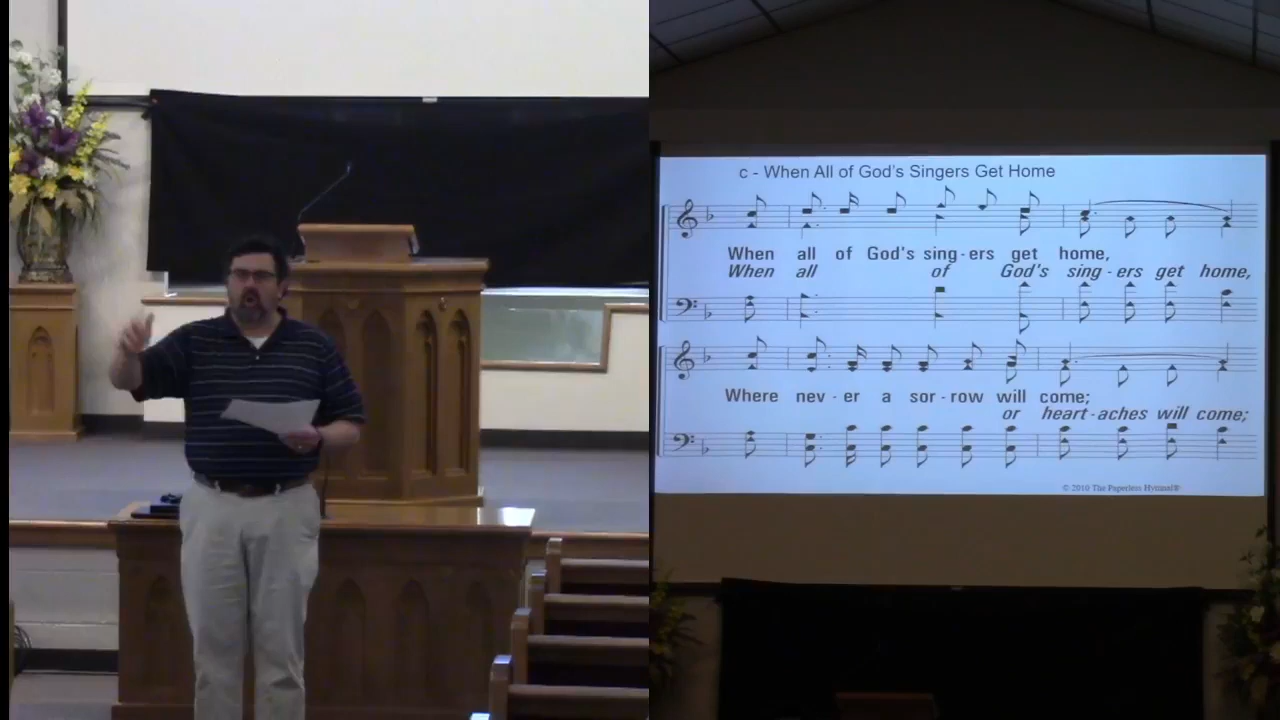 c - When All of God's Singers Get Home
When all of God's sing - ers get home,
When all of God's sing - ers get home,
Where nev - er a sor - row will come;
or heart - aches will come;
© 2010 The Paperless Hymnal®